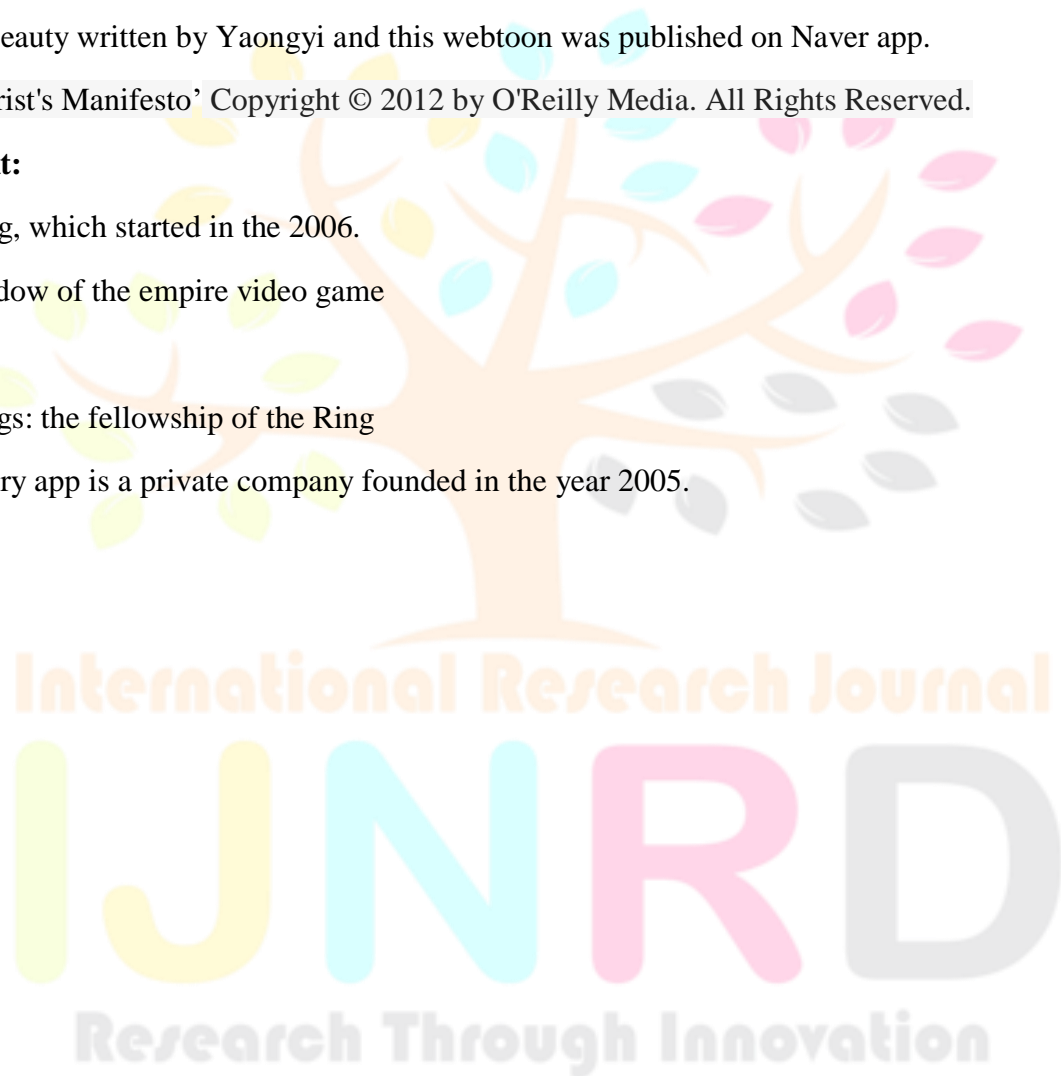 eauty written by Yaongyi and this webtoon was published on Naver app.
rist's Manifesto’ Copyright © 2012 by O'Reilly Media. All Rights Reserved.
t:
g, which started in the 2006.
dow of the empire video game
gs: the fellowship of the Ring
ry app is a private company founded in the year 2005.
International Research Journal
IJNRD
Research Through Innovation